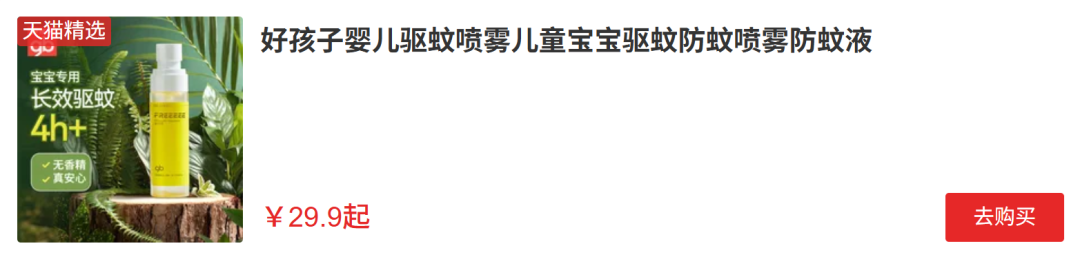 天猫精选
gb
宝宝专用
长效驱蚊
4h+
无香精
真安心
gb
好孩子婴儿驱蚊喷雾儿童宝宝驱蚊防蚊喷雾防蚊液
¥29.9起
去购买